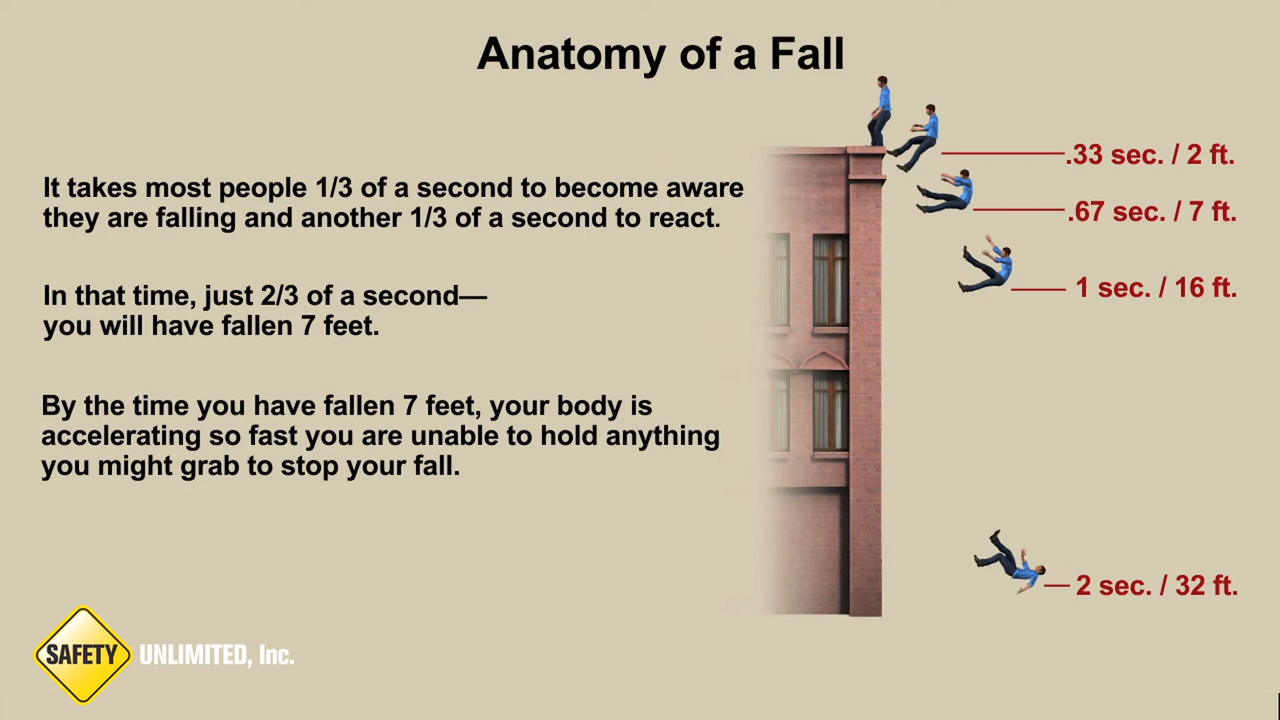 Anatomy of a Fall
It takes most people 1/3 of a second to become aware
they are falling and another 1/3 of a second to react.
In that time, just 2/3 of a second—
you will have fallen 7 feet.
By the time you have fallen 7 feet, your body is
accelerating so fast you are unable to hold anything
you might grab to stop your fall.
.33 sec. / 2 ft.
.67 sec. / 7 ft.
1 sec. / 16 ft.
2 sec. / 32 ft.
SAFETY UNLIMITED, Inc.